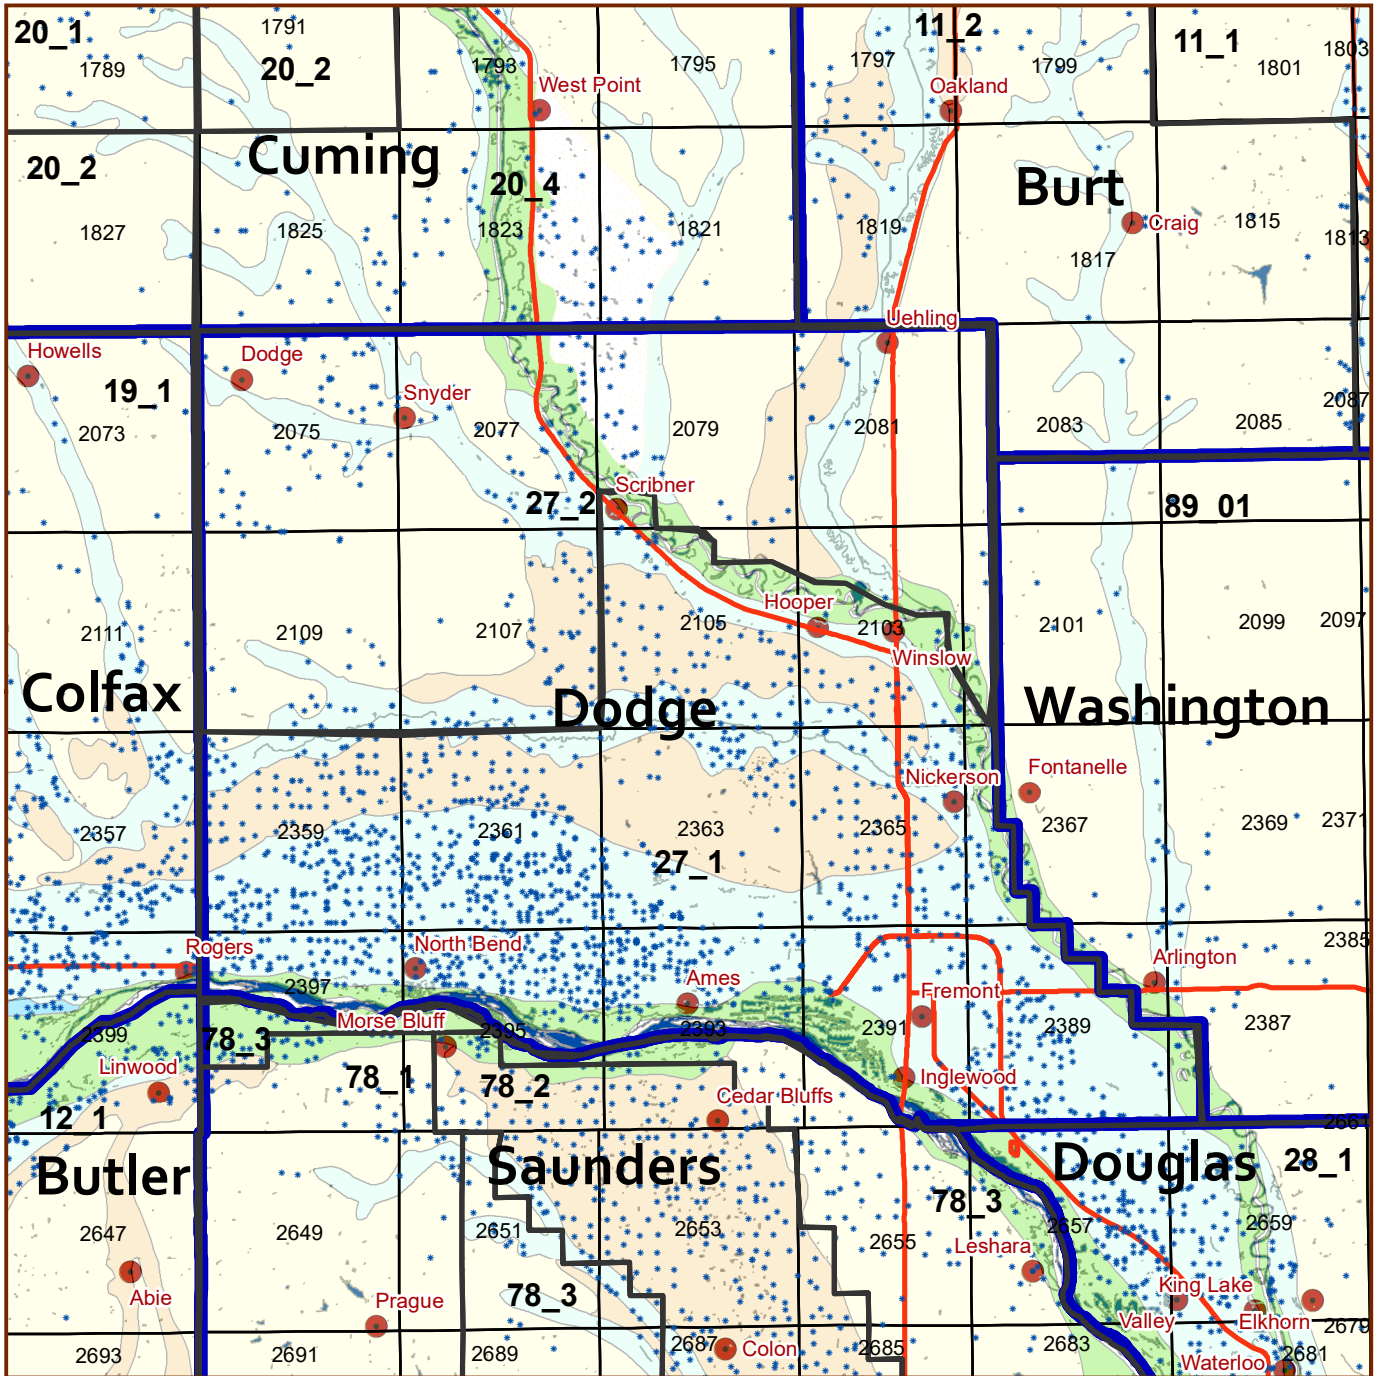 20_1
1791
1789
20_2
1793
West Point
1795
1797
11_2
Oakland
1799
11_1
1801
1803
20_2
Cuming
20_4
Burt
1827
1825
1823
1821
1819
1817
Craig
1815
1813
Uehling
Howells
Dodge
19_1
Snyder
2073
2075
2077
2079
2081
2083
2085
2087
27_2
Scribner
89_01
Hooper
2111
2109
2107
2105
2103
Winslow
2101
2099
2097
Colfax
Dodge
Washington
Nickerson
Fontanelle
2357
2359
2361
2363
2365
2367
2369
2371
27_1
Rogers
North Bend
Ames
Arlington
2385
2397
Fremont
Morse Bluff
2399
78_3
2395
2393
2391
2389
2387
Linwood
78_1
78_2
Cedar Bluffs
Inglewood
12_1
2661
Butler
Saunders
Douglas
28_1
78_3
2647
2649
2651
2653
2655
2657
2659
Leshara
Abie
Prague
78_3
King Lake
Valley
Elkhorn
2679
2693
2691
2689
2687
Colon
2685
2683
Waterloo
2681